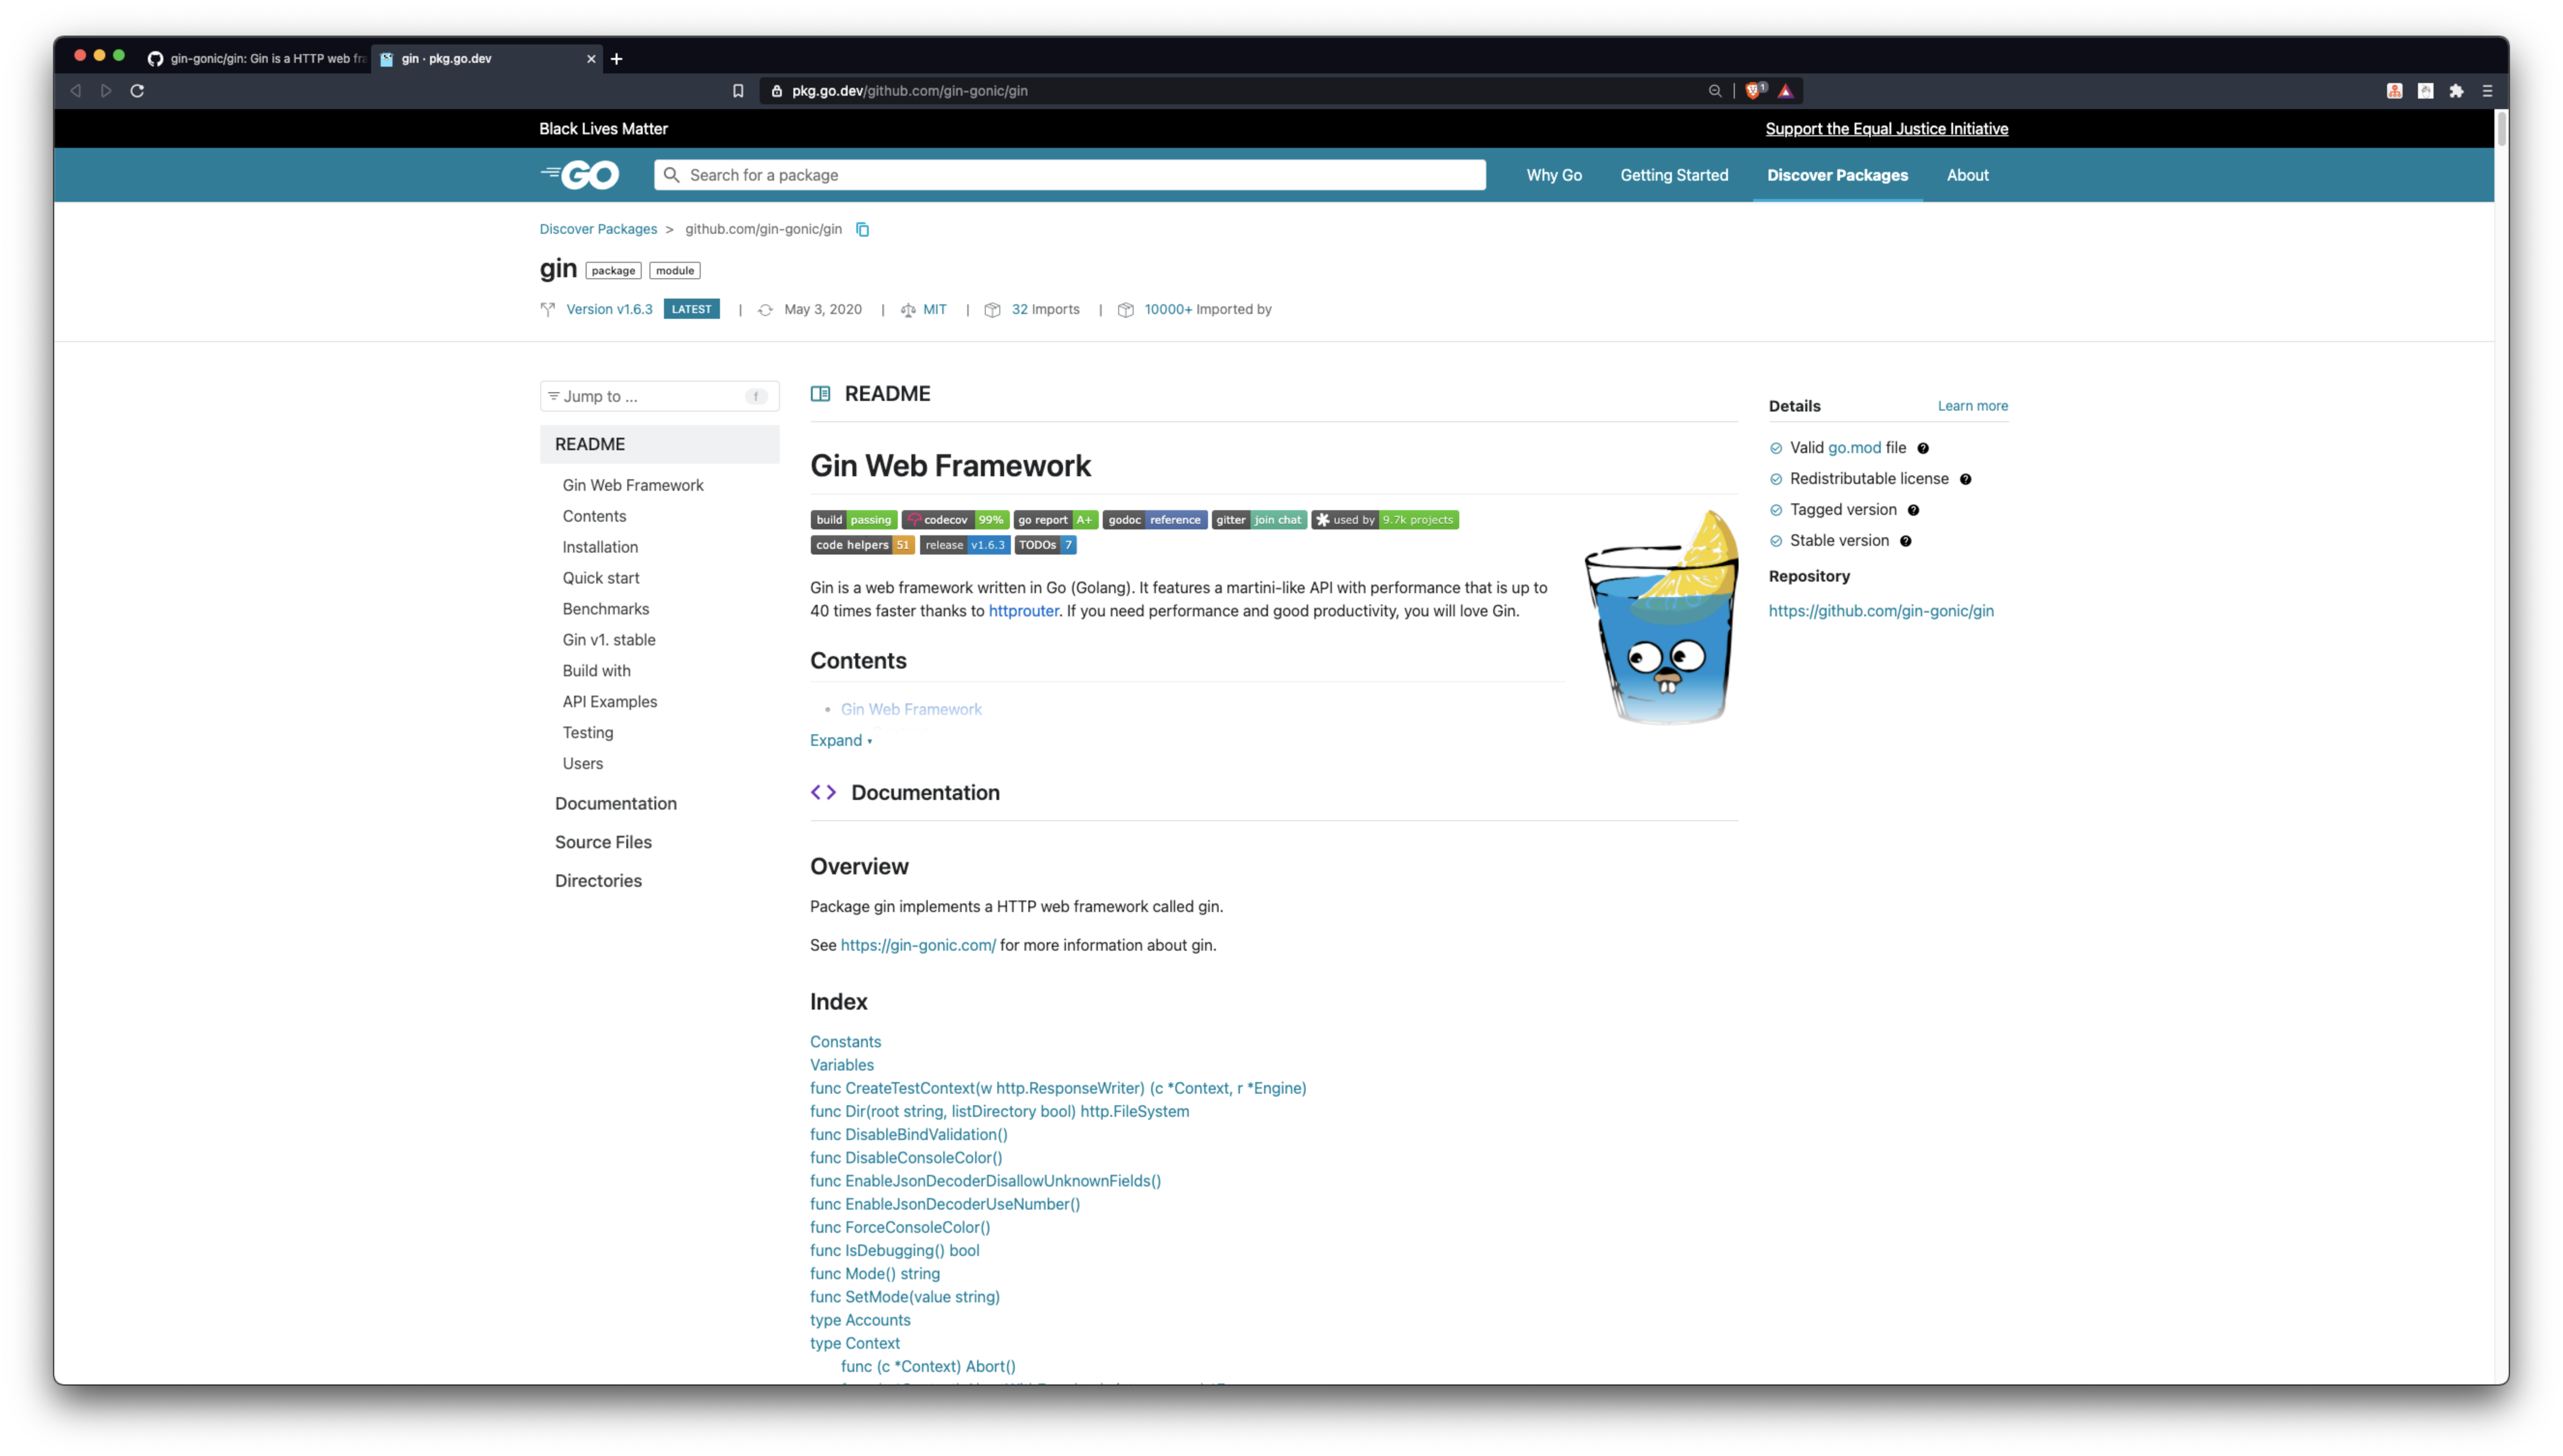 gin-gonic/gin: Gin is a HTTP web fra
gin · pkg.go.dev
pkg.go.dev/github.com/gin-gonic/gin
1
Black Lives Matter
Support the Equal Justice Initiative
GO
Search for a package
Why Go
Getting Started
Discover Packages
About
Discover Packages > github.com/gin-gonic/gin
gin package module
Version v1.6.3 LATEST | May 3, 2020 | MIT | 32 Imports | 10000+ Imported by
Jump to ... f
README
Gin Web Framework
Contents
Installation
Quick start
Benchmarks
Gin v1. stable
Build with
API Examples
Testing
Users
Documentation
Source Files
Directories
README
Gin Web Framework
build passing codecov 99% go report A+ godoc reference gitter join chat used by 9.7k projects
code helpers 51 release v1.6.3 TODOs 7
Gin is a web framework written in Go (Golang). It features a martini-like API with performance that is up to
40 times faster thanks to httprouter. If you need performance and good productivity, you will love Gin.
Contents
• Gin Web Framework
Expand
Documentation
Overview
Package gin implements a HTTP web framework called gin.
See https://gin-gonic.com/ for more information about gin.
Index
Constants
Variables
func CreateTestContext(w http.ResponseWriter) (c *Context, r *Engine)
func Dir(root string, listDirectory bool) http.FileSystem
func DisableBindValidation()
func DisableConsoleColor()
func EnableJsonDecoderDisallowUnknownFields()
func EnableJsonDecoderUseNumber()
func ForceConsoleColor()
func IsDebugging() bool
func Mode() string
func SetMode(value string)
type Accounts
type Context
func (c *Context) Abort()
Details
Learn more
Valid go.mod file
Redistributable license
Tagged version
Stable version
Repository
https://github.com/gin-gonic/gin